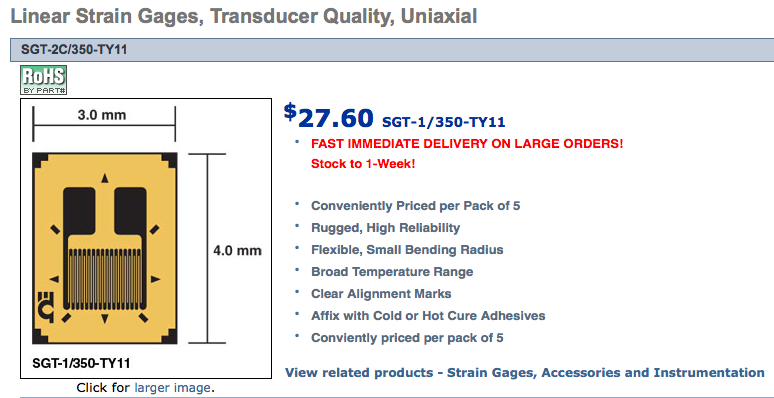 Linear Strain Gages, Transducer Quality, Uniaxial
SGT-2C/350-TY11
RoHS
BY PART#
3.0 mm
4.0 mm
SGT-1/350-TY11
Click for larger image.
$27.60 SGT-1/350-TY11
FAST IMMEDIATE DELIVERY ON LARGE ORDERS!
Stock to 1-Week!
Conveniently Priced per Pack of 5
Rugged, High Reliability
Flexible, Small Bending Radius
Broad Temperature Range
Clear Alignment Marks
Affix with Cold or Hot Cure Adhesives
Conviently priced per pack of 5
View related products - Strain Gages, Accessories and Instrumentation